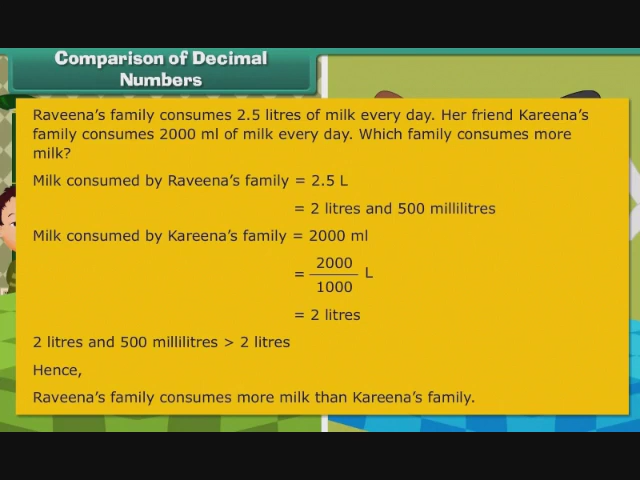 Comparison of Decimal
Numbers
Raveena's family consumes 2.5 litres of milk every day. Her friend Kareena's
family consumes 2000 ml of milk every day. Which family consumes more
milk?
Milk consumed by Raveena's family = 2.5 L
= 2 litres and 500 millilitres
Milk consumed by Kareena's family = 2000 ml
= 2000/1000 L
= 2 litres
2 litres and 500 millilitres > 2 litres
Hence,
Raveena's family consumes more milk than Kareena's family.